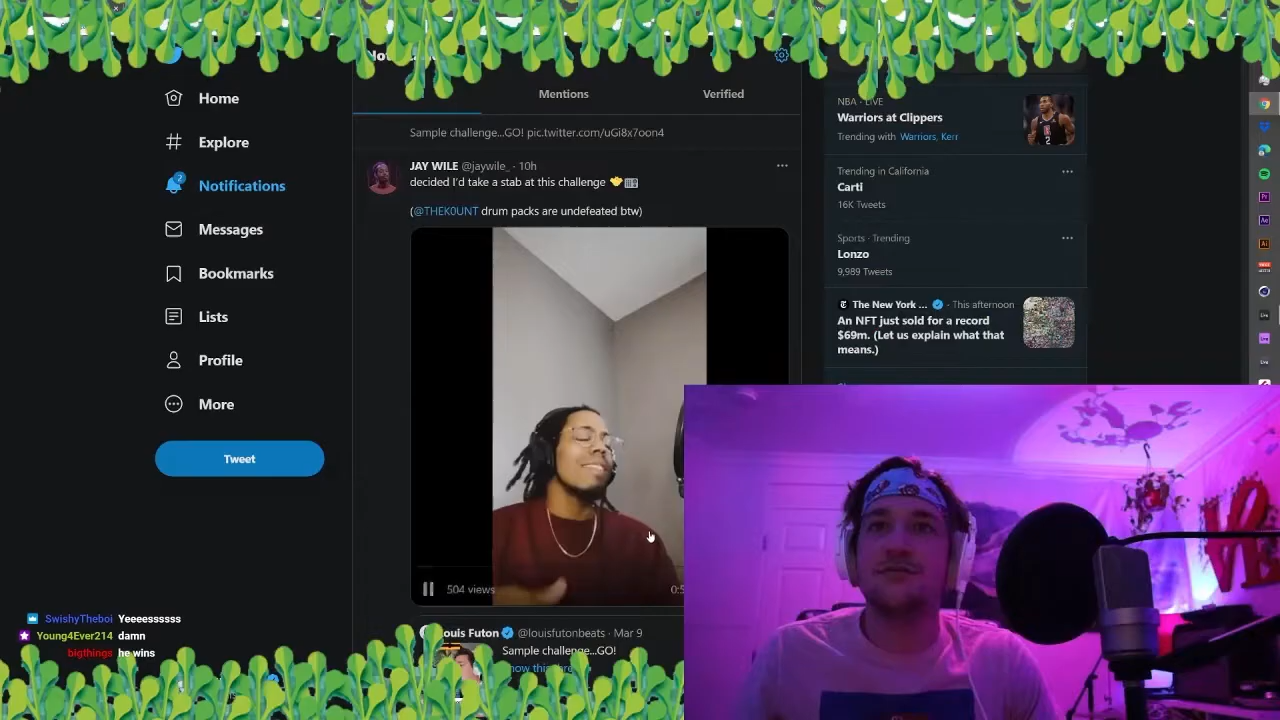 Home
Explore
2
Notifications
Messages
Bookmarks
Lists
Profile
More
Tweet
Mentions
Verified
Sample challenge...GO! pic.twitter.com/uGi8x7oon4
JAY WILE @jaywile_ · 10h
decided I'd take a stab at this challenge
(@THEK0UNT drum packs are undefeated btw)
504 views
Louis Futon @louisfutonbeats · Mar 9
Sample challenge...GO!
NBA · LIVE
Warriors at Clippers
Trending with Warriors, Kerr
Trending in California
Carti
16K Tweets
Sports · Trending
Lonzo
9,989 Tweets
The New York ... · This afternoon
An NFT just sold for a record
$69m. (Let us explain what that
means.)
SwishyTheboi Yeeeesssss
Young4Ever214 damn
bigthings he wins